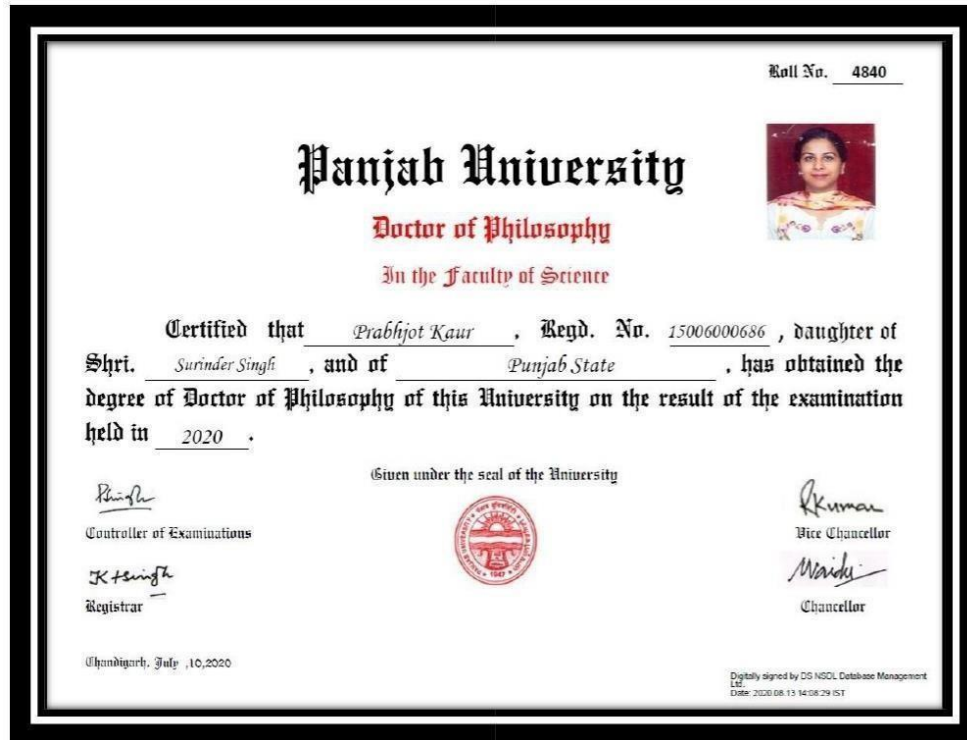 Roll No. 4840
Panjab University
Doctor of Philosophy
In the Faculty of Science
Certified that Prabhjot Kaur , Regd. No. 15006000686 , daughter of
Shri. Surinder Singh , and of Punjab State , has obtained the
degree of Doctor of Philosophy of this University on the result of the examination
held in 2020 .
Given under the seal of the University
Controller of Examinations
RKumar
Vice Chancellor
Registrar
Chancellor
1947
Chandigarh, July ,10,2020
Digitally signed by DS NSDL Database Management
Ltd.
Date: 2020.08.13 14:08:29 IST